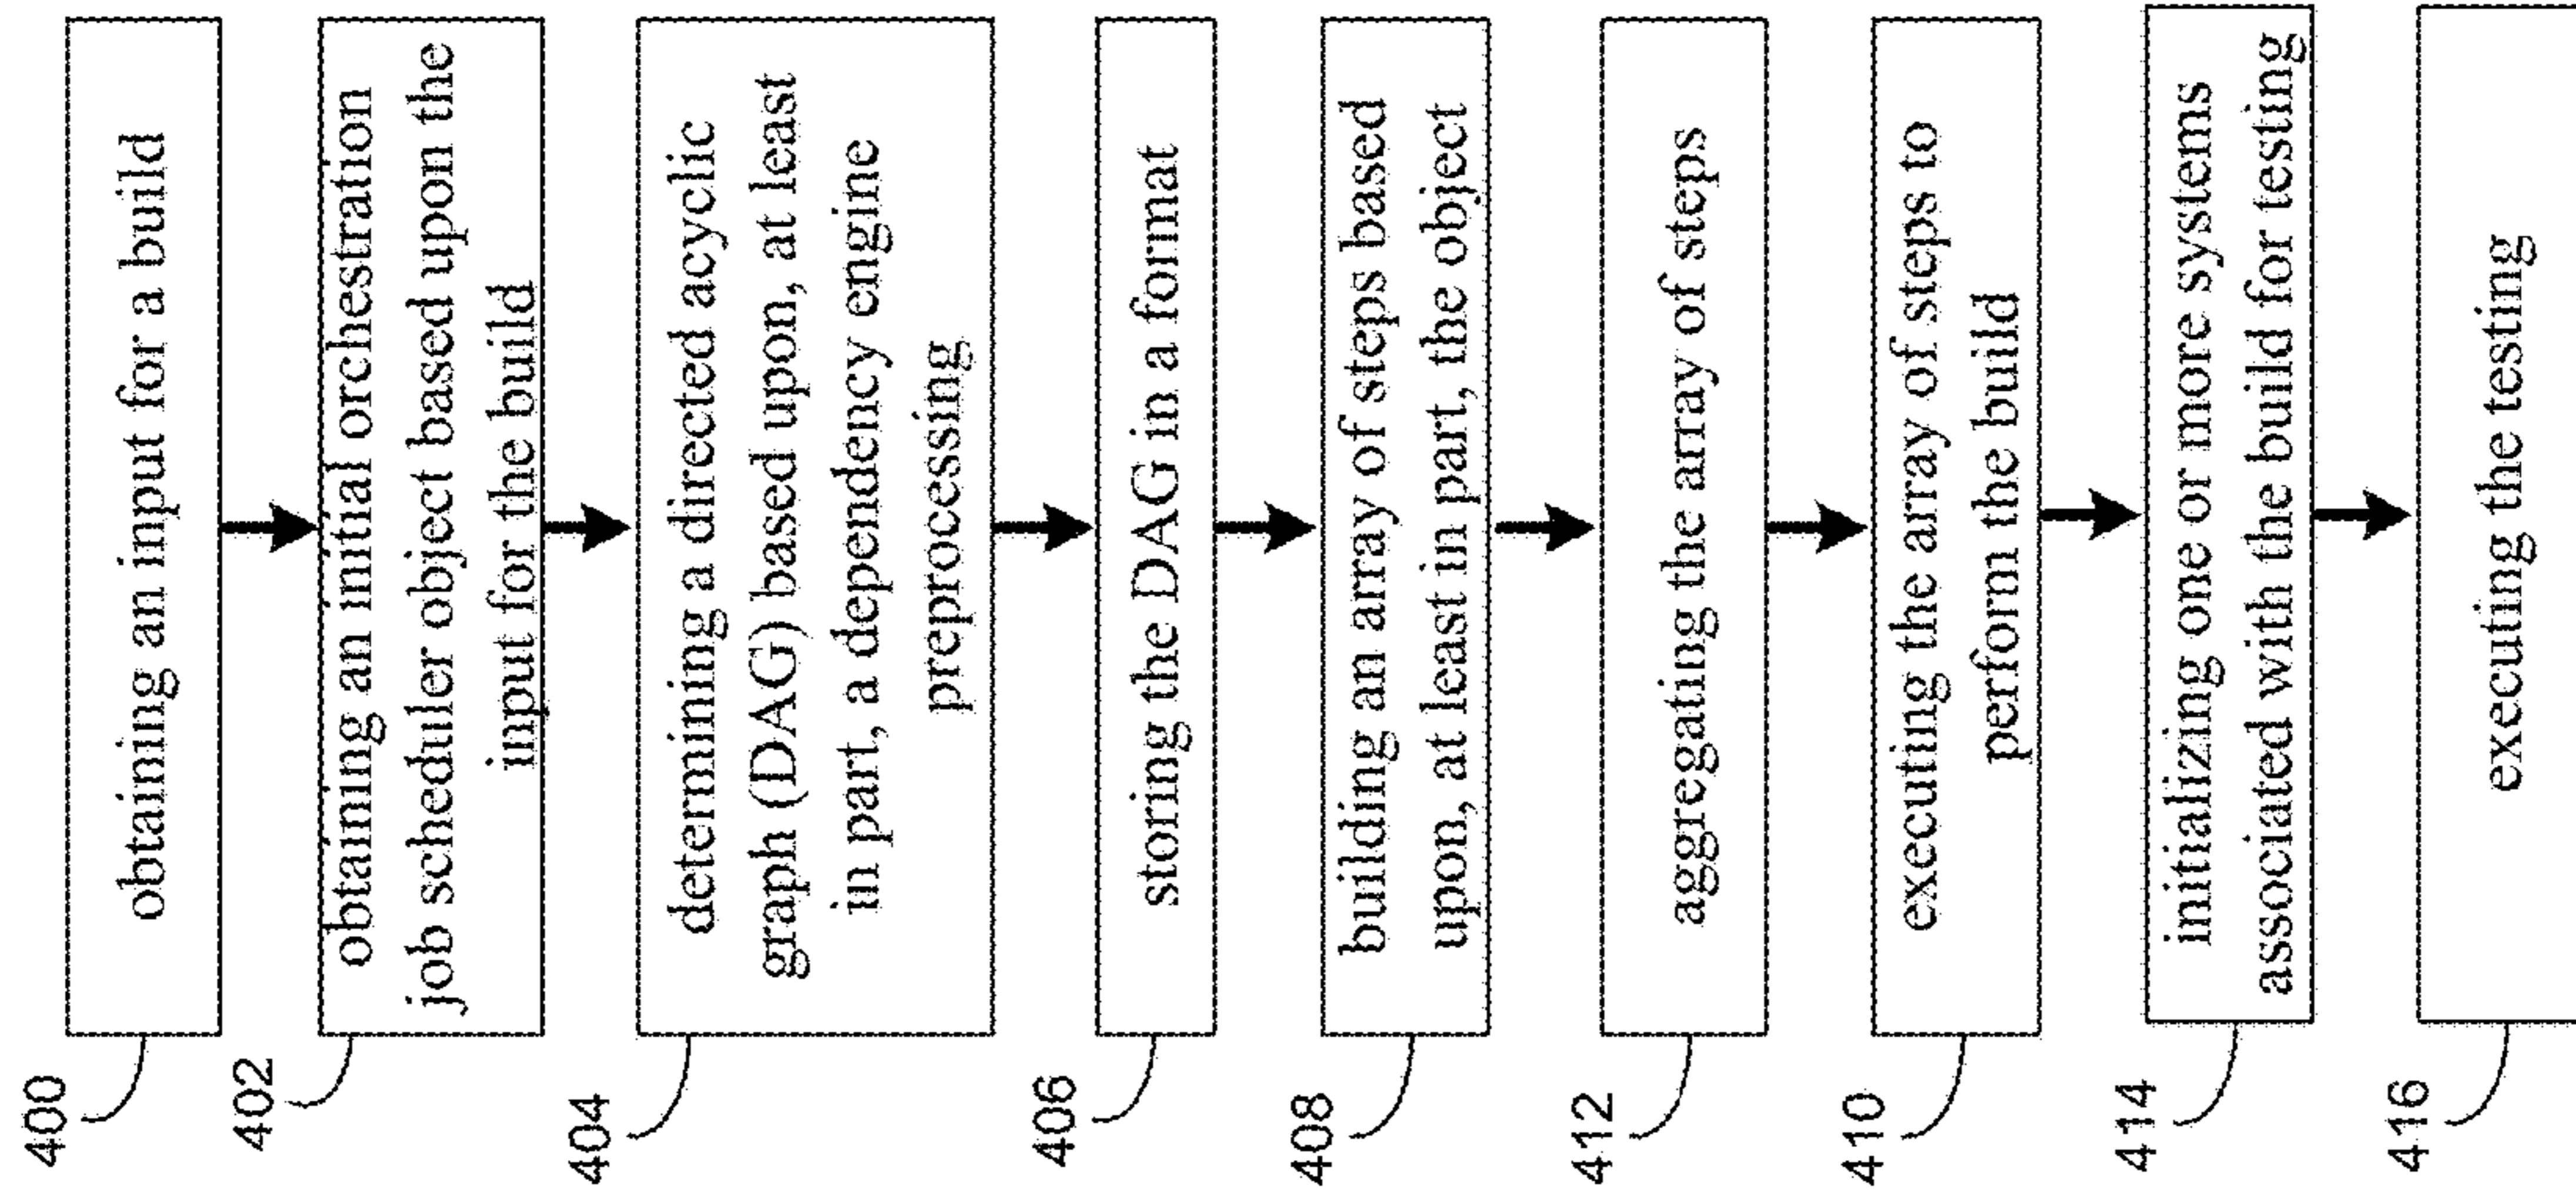 400
obtaining an input for a build
402
obtaining an initial orchestration
job scheduler object based upon the
input for the build
404
determining a directed acyclic
graph (DAG) based upon, at least
in part, a dependency engine
preprocessing
406
storing the DAG in a format
408
building an array of steps based
upon, at least in part, the object
412
aggregating the array of steps
410
executing the array of steps to
perform the build
414
initializing one or more systems
associated with the build for testing
416
executing the testing